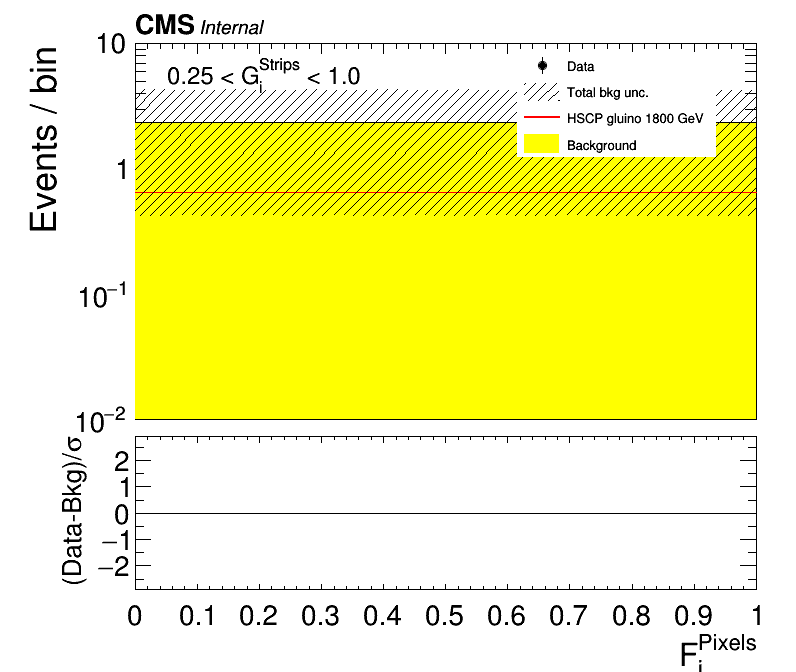 CMS Internal
Events / bin
10
1
10⁻¹
10⁻²
0.25 < G_i^Strips < 1.0
Data
Total bkg unc.
HSCP gluino 1800 GeV
Background
(Data-Bkg)/σ
2
1
0
−1
−2
0 0.1 0.2 0.3 0.4 0.5 0.6 0.7 0.8 0.9 1
F_i^Pixels